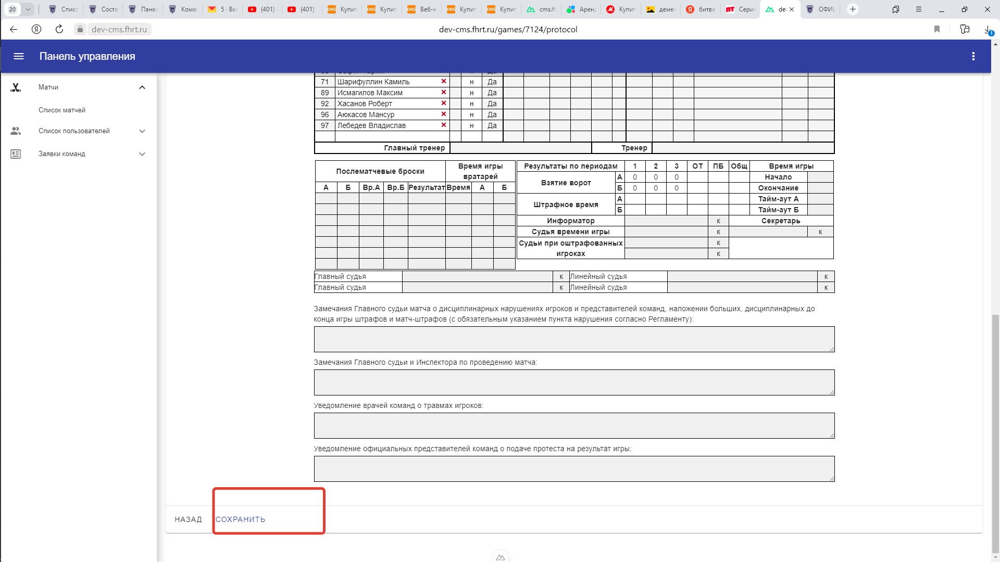 20 Списо Соста Панел Коман 5 · Вхо (401) (401) Купит Купит Веб-к Купит Купит cms.fh Аренд Купит демен битва Серия dev ОФИЦ
dev-cms.fhrt.ru dev-cms.fhrt.ru/games/7124/protocol 1
Панель управления
Матчи
Список матчей
Список пользователей
Заявки команд
н Да
71 Шарифуллин Камиль н Да
89 Исмагилов Максим н Да
92 Хасанов Роберт н Да
96 Аюкасов Мансур н Да
97 Лебедев Владислав н Да
Главный тренер Тренер
Послематчевые броски Время игры вратарей
А Б Вр.А Вр.Б Результат Время А Б
Результаты по периодам 1 2 3 ОТ ПБ Общ Время игры
Взятие ворот А 0 0 0 Начало
Б 0 0 0 Окончание
Штрафное время А Тайм-аут А
Б Тайм-аут Б
Информатор к Секретарь
Судья времени игры к к
Судьи при оштрафованных игроках к
к
Главный судья к Линейный судья к
Главный судья к Линейный судья к
Замечания Главного судьи матча о дисциплинарных нарушениях игроков и представителей команд, наложении больших, дисциплинарных до
конца игры штрафов и матч-штрафов (с обязательным указанием пункта нарушения согласно Регламенту):
Замечания Главного судьи и Инспектора по проведению матча:
Уведомление врачей команд о травмах игроков:
Уведомление официальных представителей команд о подаче протеста на результат игры:
НАЗАД СОХРАНИТЬ